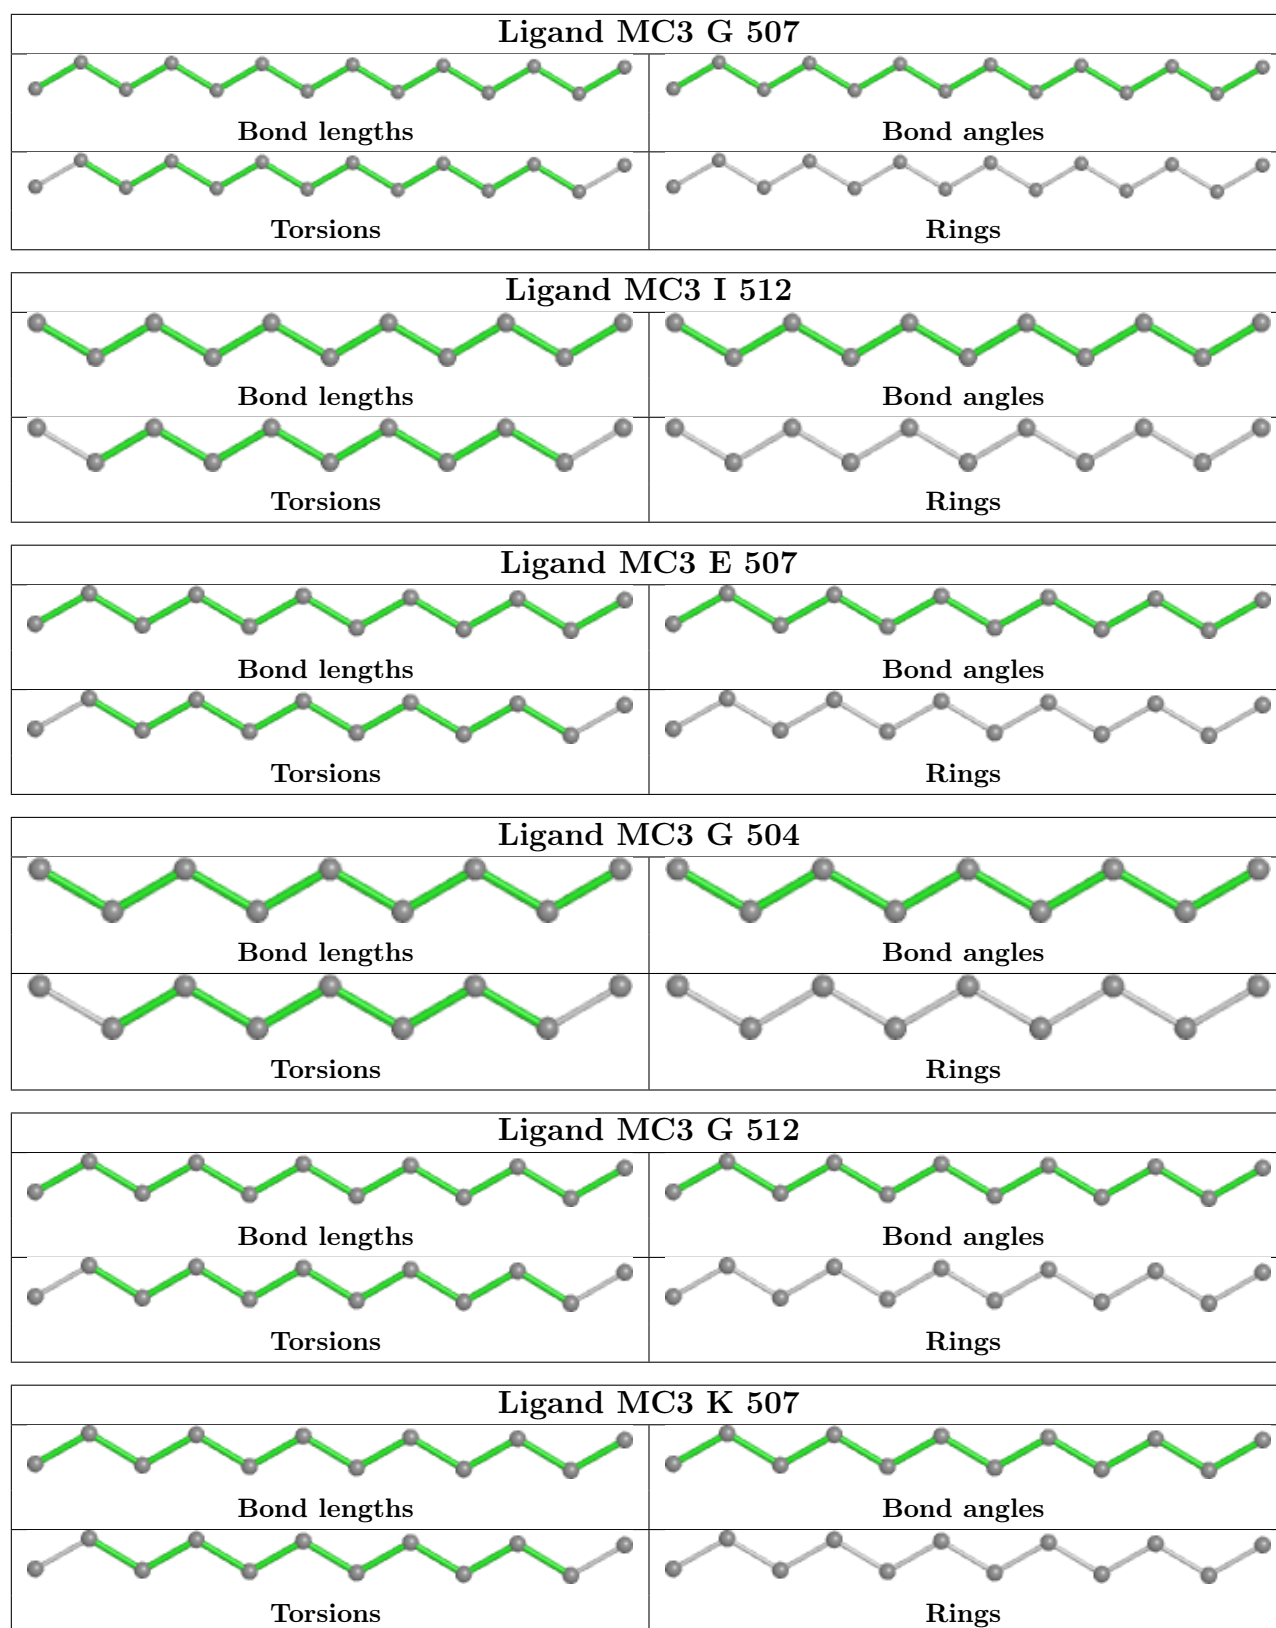 Ligand MC3 G 507
Bond lengths
Bond angles
Torsions
Rings
Ligand MC3 I 512
Bond lengths
Bond angles
Torsions
Rings
Ligand MC3 E 507
Bond lengths
Bond angles
Torsions
Rings
Ligand MC3 G 504
Bond lengths
Bond angles
Torsions
Rings
Ligand MC3 G 512
Bond lengths
Bond angles
Torsions
Rings
Ligand MC3 K 507
Bond lengths
Bond angles
Torsions
Rings